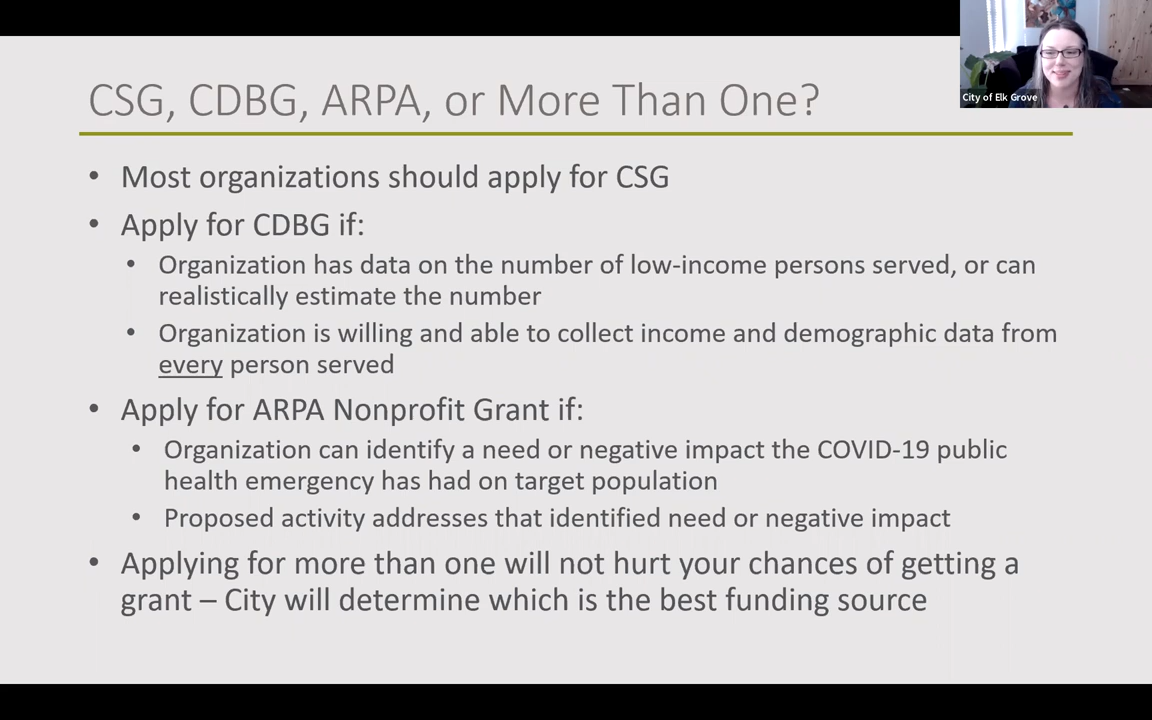 CSG, CDBG, ARPA, or More Than One?
City of Elk Grove
• Most organizations should apply for CSG
• Apply for CDBG if:
• Organization has data on the number of low-income persons served, or can
realistically estimate the number
• Organization is willing and able to collect income and demographic data from
every person served
• Apply for ARPA Nonprofit Grant if:
• Organization can identify a need or negative impact the COVID-19 public
health emergency has had on target population
• Proposed activity addresses that identified need or negative impact
• Applying for more than one will not hurt your chances of getting a
grant – City will determine which is the best funding source